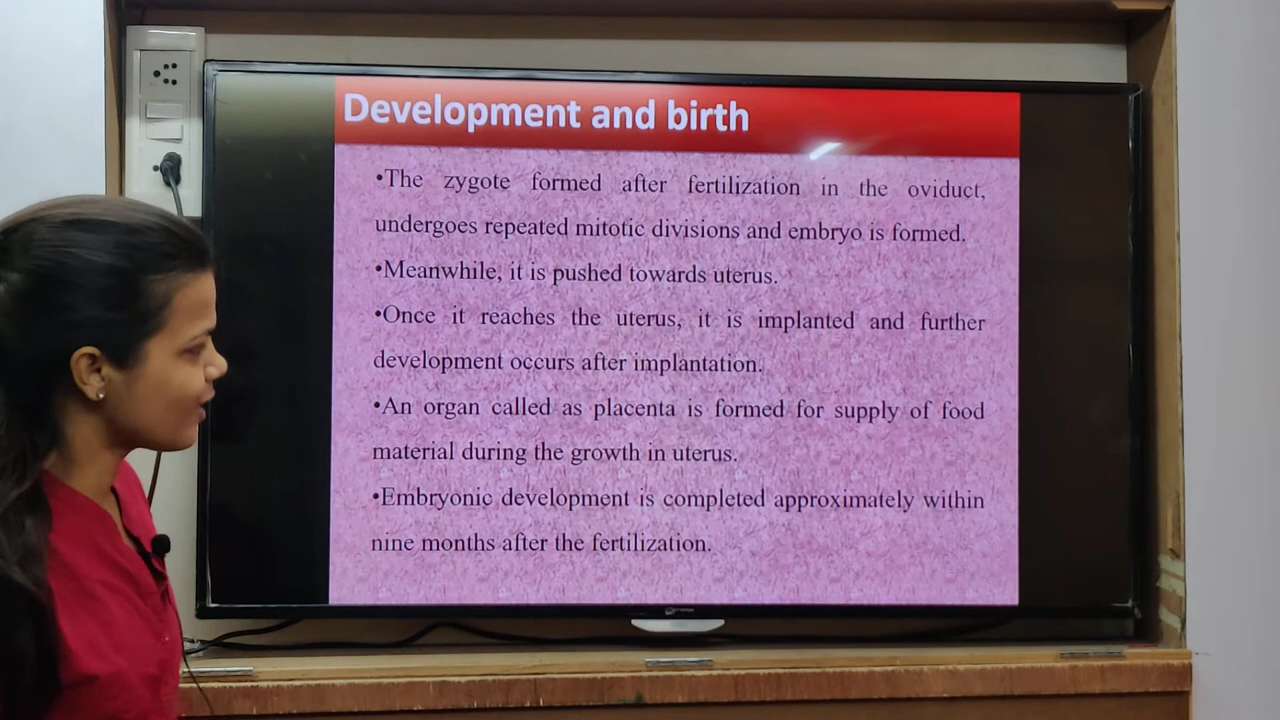 Development and birth
•The zygote formed after fertilization in the oviduct,
undergoes repeated mitotic divisions and embryo is formed.
•Meanwhile, it is pushed towards uterus.
•Once it reaches the uterus, it is implanted and further
development occurs after implantation.
•An organ called as placenta is formed for supply of food
material during the growth in uterus.
•Embryonic development is completed approximately within
nine months after the fertilization.